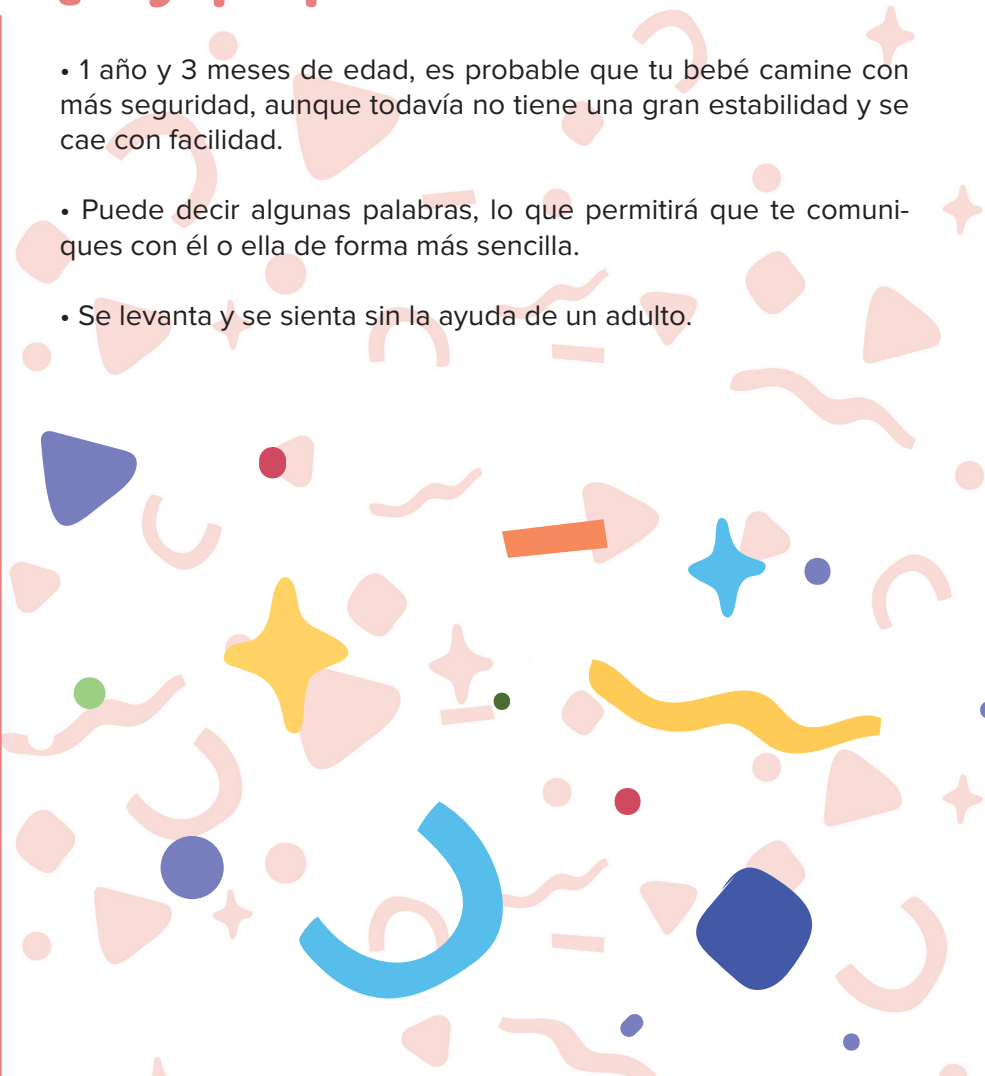 • 1 año y 3 meses de edad, es probable que tu bebé camine con
más seguridad, aunque todavía no tiene una gran estabilidad y se
cae con facilidad.
• Puede decir algunas palabras, lo que permitirá que te comuni-
ques con él o ella de forma más sencilla.
• Se levanta y se sienta sin la ayuda de un adulto.